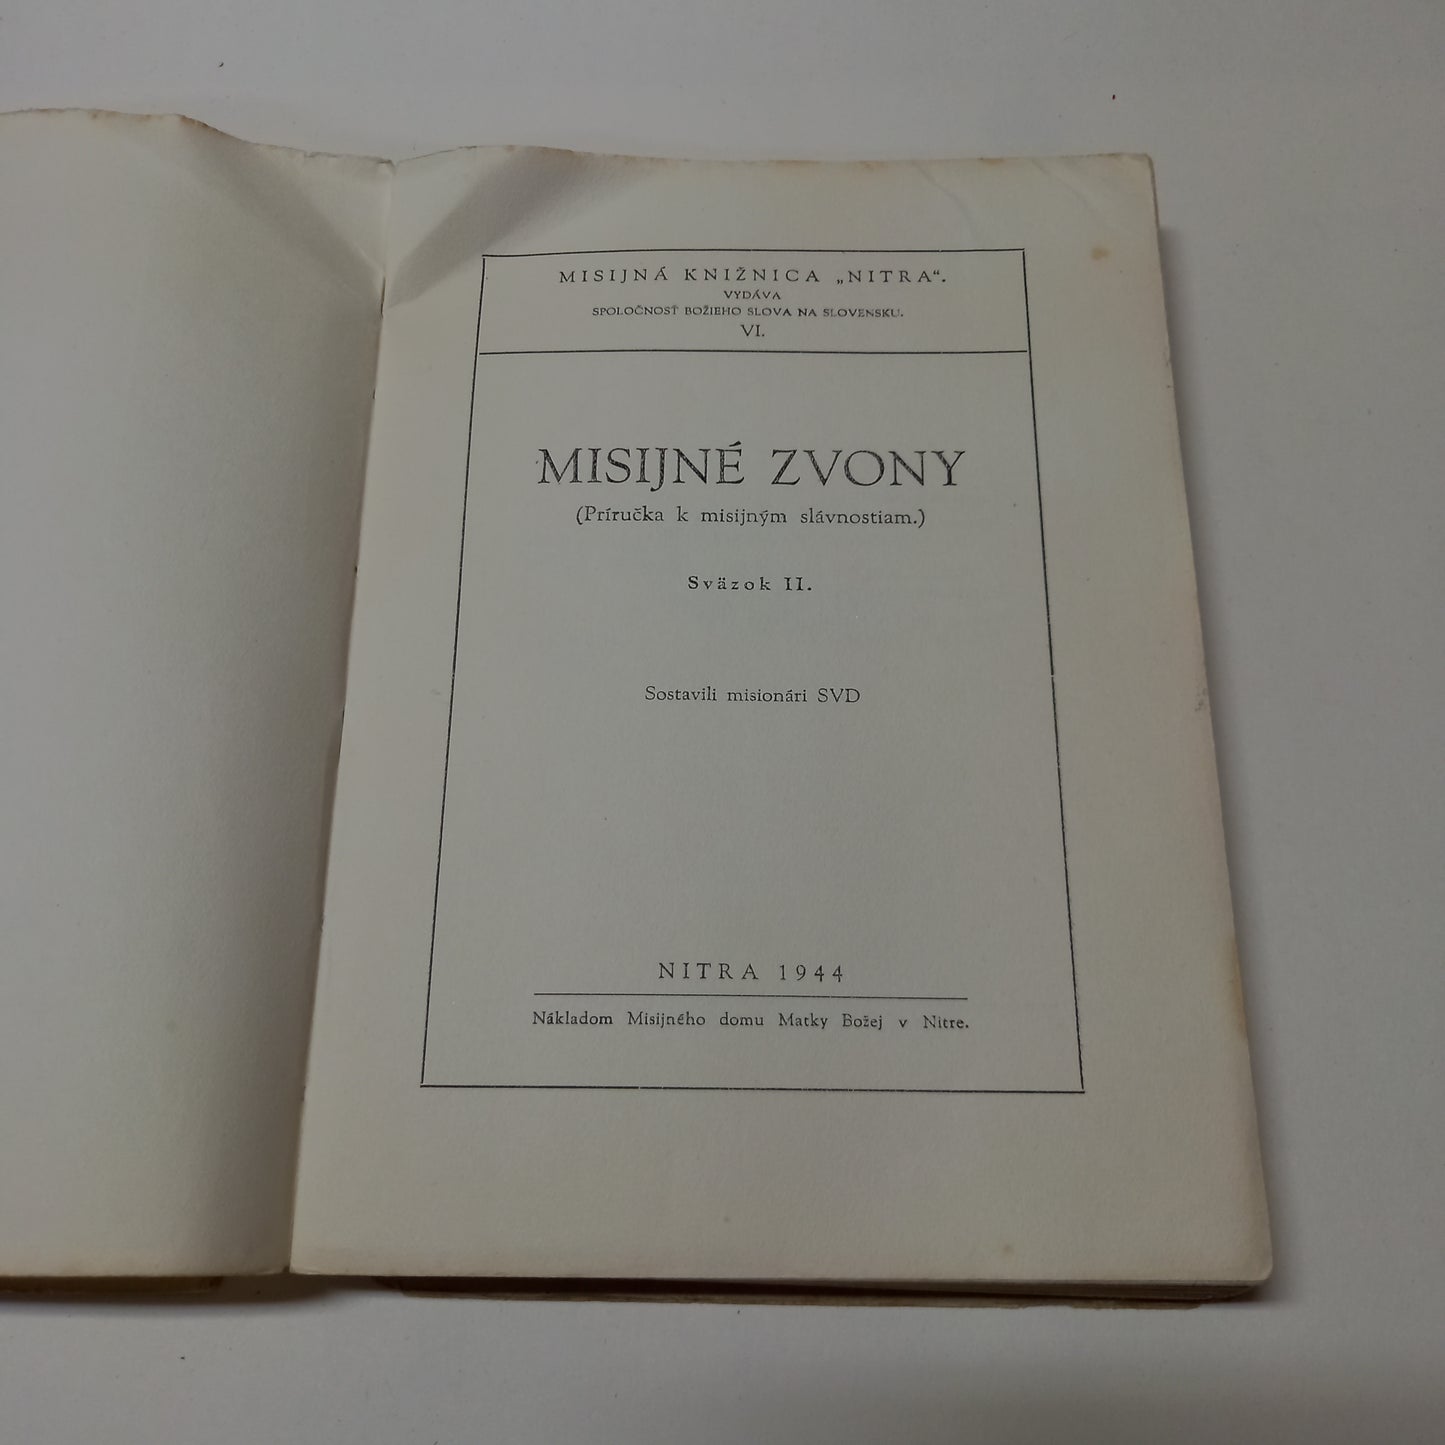 MISIJNÁ KNIŽNICA „NITRA“.
VYDÁVA
SPOLOČNOSŤ BOŽIEHO SLOVA NA SLOVENSKU.
VI.
MISIJNÉ ZVONY
(Príručka k misijným slávnostiam.)
Sväzok II.
Sostavili misionári SVD
NITRA 1944
Nákladom Misijného domu Matky Božej v Nitre.